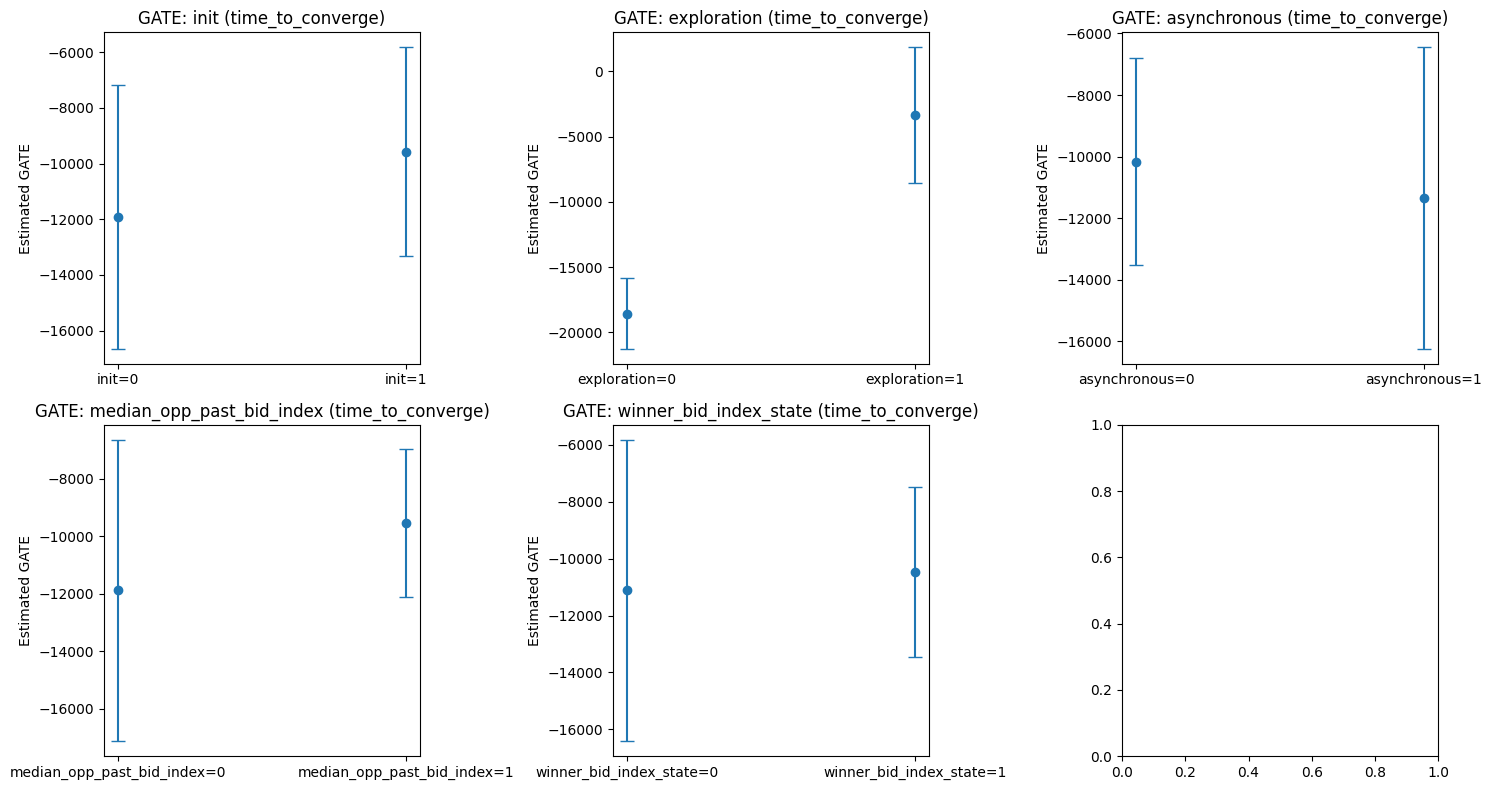 GATE: init (time_to_converge)
Estimated GATE
−6000
−8000
−10000
−12000
−14000
−16000
init=0
init=1
GATE: exploration (time_to_converge)
Estimated GATE
0
−5000
−10000
−15000
−20000
exploration=0
exploration=1
GATE: asynchronous (time_to_converge)
Estimated GATE
−6000
−8000
−10000
−12000
−14000
−16000
asynchronous=0
asynchronous=1
GATE: median_opp_past_bid_index (time_to_converge)
Estimated GATE
−8000
−10000
−12000
−14000
−16000
median_opp_past_bid_index=0
median_opp_past_bid_index=1
GATE: winner_bid_index_state (time_to_converge)
Estimated GATE
−6000
−8000
−10000
−12000
−14000
−16000
winner_bid_index_state=0
winner_bid_index_state=1
1.0
0.8
0.6
0.4
0.2
0.0
0.0 0.2 0.4 0.6 0.8 1.0